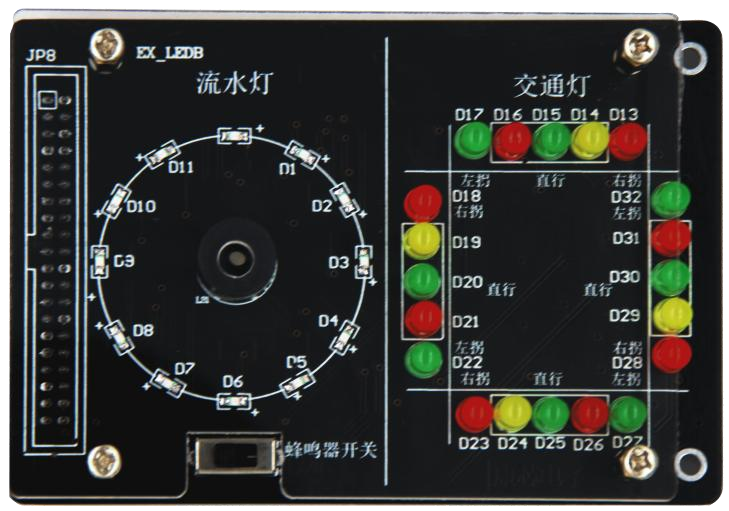 JP8
EX_LEDB
流水灯
D11
D1
D10
D2
D9
D3
D8
D4
D7
D6
D5
LS1
蜂鸣器开关
交通灯
D17 D16 D15 D14 D13
左拐 直行 右拐
D18
右拐
D19
D20
直行
D21
左拐
D22
D32
左拐
D31
D30
直行
D29
右拐
D28
右拐 直行 左拐
D23 D24 D25 D26 D27